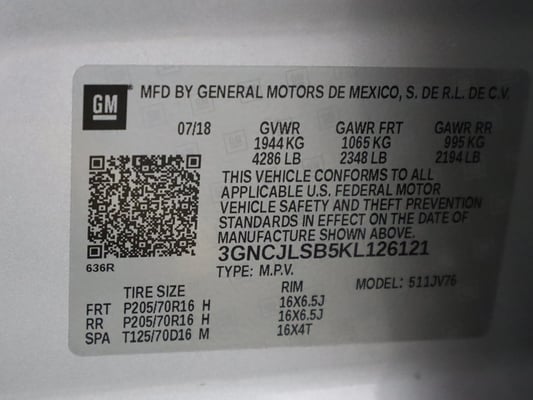 GM MFD BY GENERAL MOTORS DE MEXICO, S. DE R.L. DE C.V.
07/18 GVWR GAWR FRT GAWR RR
1944 KG 1065 KG 995 KG
4286 LB 2348 LB 2194 LB
THIS VEHICLE CONFORMS TO ALL
APPLICABLE U.S. FEDERAL MOTOR
VEHICLE SAFETY AND THEFT PREVENTION
STANDARDS IN EFFECT ON THE DATE OF
MANUFACTURE SHOWN ABOVE.
3GNCJLSB5KL126121
636R
TYPE: M.P.V. MODEL: 511JV76
TIRE SIZE RIM
FRT P205/70R16 H 16X6.5J
RR P205/70R16 H 16X6.5J
SPA T125/70D16 M 16X4T